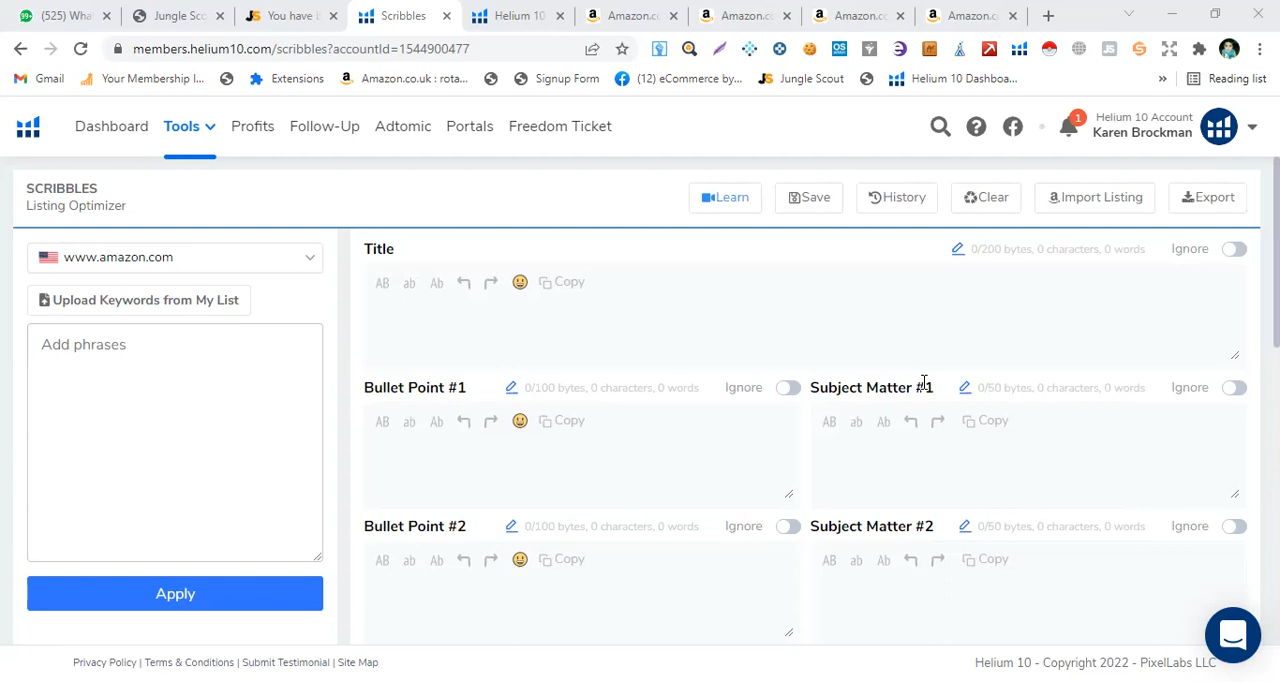 (525) Wha
Jungle Sco
You have l
Scribbles
Helium 10
Amazon.co
Amazon.co
Amazon.co
Amazon.co
members.helium10.com/scribbles?accountId=1544900477
Gmail
Your Membership I...
Extensions
Amazon.co.uk : rota...
Signup Form
(12) eCommerce by...
Jungle Scout
Helium 10 Dashboa...
»
Reading list
Dashboard
Tools
Profits
Follow-Up
Adtomic
Portals
Freedom Ticket
1
Helium 10 Account
Karen Brockman
SCRIBBLES
Listing Optimizer
Learn
Save
History
Clear
Import Listing
Export
www.amazon.com
Upload Keywords from My List
Add phrases
Apply
Title
0/200 bytes, 0 characters, 0 words
Ignore
AB ab Ab Copy
Bullet Point #1
0/100 bytes, 0 characters, 0 words
Ignore
Subject Matter #1
0/50 bytes, 0 characters, 0 words
Ignore
AB ab Ab Copy
AB ab Ab Copy
Bullet Point #2
0/100 bytes, 0 characters, 0 words
Ignore
Subject Matter #2
0/50 bytes, 0 characters, 0 words
Ignore
AB ab Ab Copy
AB ab Ab Copy
Privacy Policy | Terms & Conditions | Submit Testimonial | Site Map
Helium 10 - Copyright 2022 - PixelLabs LLC